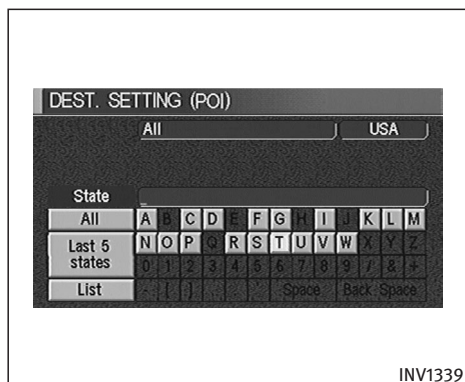 DEST. SETTING (POI)
All USA
State _
All A B C D E F G H I J K L M
Last 5 states N O P Q R S T U V W X Y Z
0 1 2 3 4 5 6 7 8 9 / & +
List - ( ) . , ' Space Back Space
INV1339